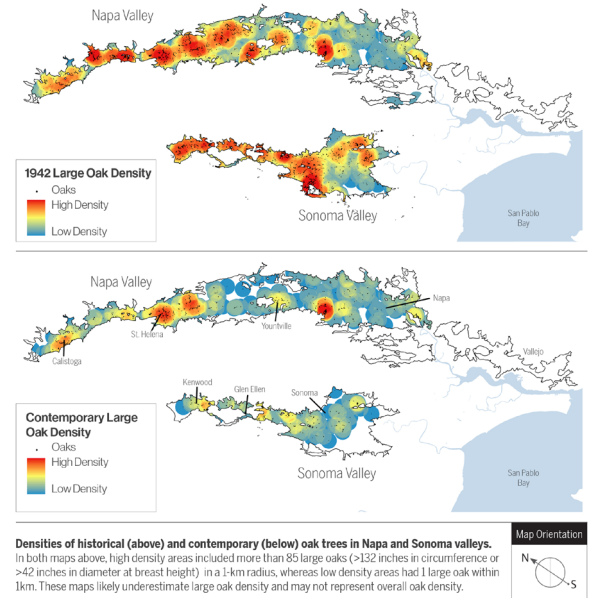 Napa Valley
1942 Large Oak Density
Oaks
High Density
Low Density
Sonoma Valley
San Pablo
Bay
Napa Valley
Napa
St. Helena
Yountville
Calistoga
Vallejo
Kenwood
Glen Ellen
Sonoma
Contemporary Large
Oak Density
Oaks
High Density
Low Density
Sonoma Valley
San Pablo
Bay
Densities of historical (above) and contemporary (below) oak trees in Napa and Sonoma valleys.
In both maps above, high density areas included more than 85 large oaks (>132 inches in circumference or
>42 inches in diameter at breast height) in a 1-km radius, whereas low density areas had 1 large oak within
1km. These maps likely underestimate large oak density and may not represent overall oak density.
Map Orientation
N
S